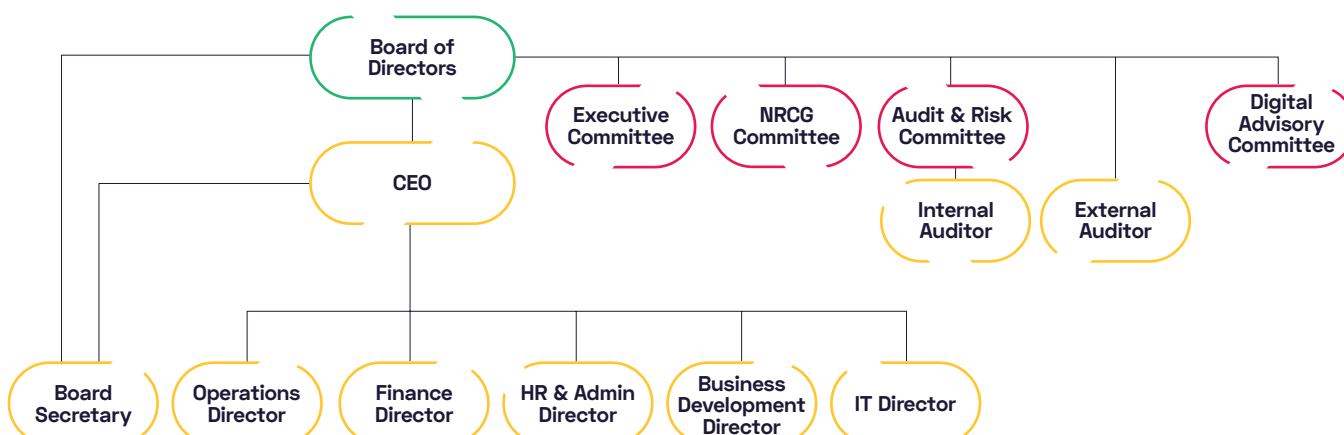 Board of
Directors
Executive
Committee
NRCG
Committee
Audit & Risk
Committee
Digital
Advisory
Committee
CEO
Internal
Auditor
External
Auditor
Board
Secretary
Operations
Director
Finance
Director
HR & Admin
Director
Business
Development
Director
IT Director